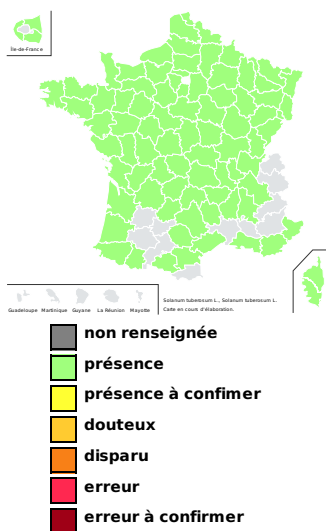 Île-de-France
Solanum tuberosum L., Solanum tuberosum L.
Carte en cours d'élaboration.
Guadeloupe Martinique Guyane La Réunion Mayotte
non renseignée
présence
présence à confimer
douteux
disparu
erreur
erreur à confirmer